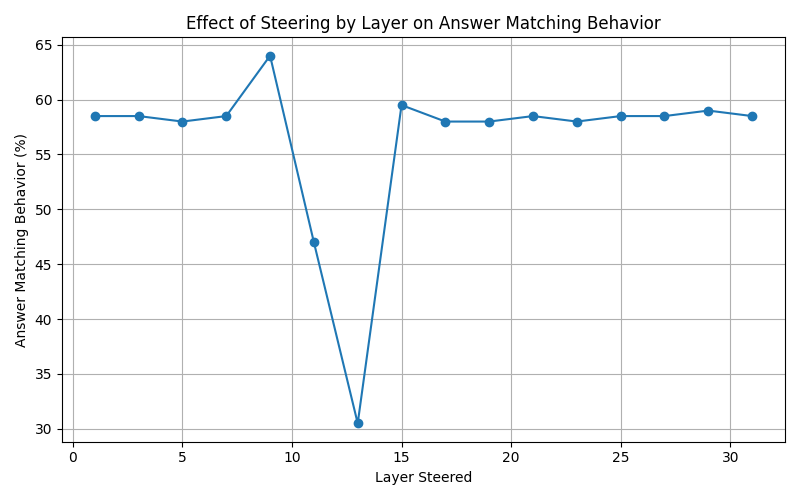 Effect of Steering by Layer on Answer Matching Behavior
65
60
55
50
45
40
35
30
Answer Matching Behavior (%)
0 5 10 15 20 25 30
Layer Steered